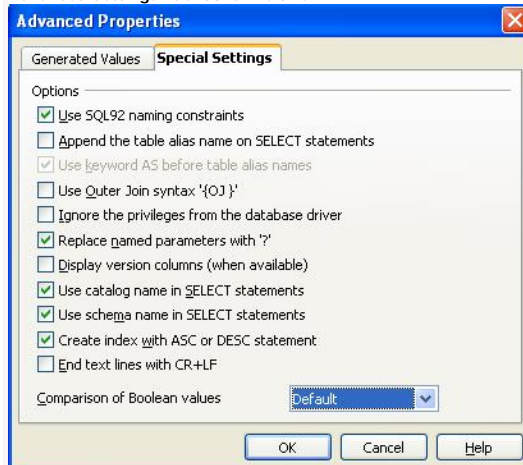 Advanced Properties
Generated Values Special Settings
Options
Use SQL92 naming constraints
Append the table alias name on SELECT statements
Use keyword AS before table alias names
Use Outer Join syntax '{OJ }'
Ignore the privileges from the database driver
Replace named parameters with '?'
Display version columns (when available)
Use catalog name in SELECT statements
Use schema name in SELECT statements
Create index with ASC or DESC statement
End text lines with CR+LF
Comparison of Boolean values Default
OK Cancel Help